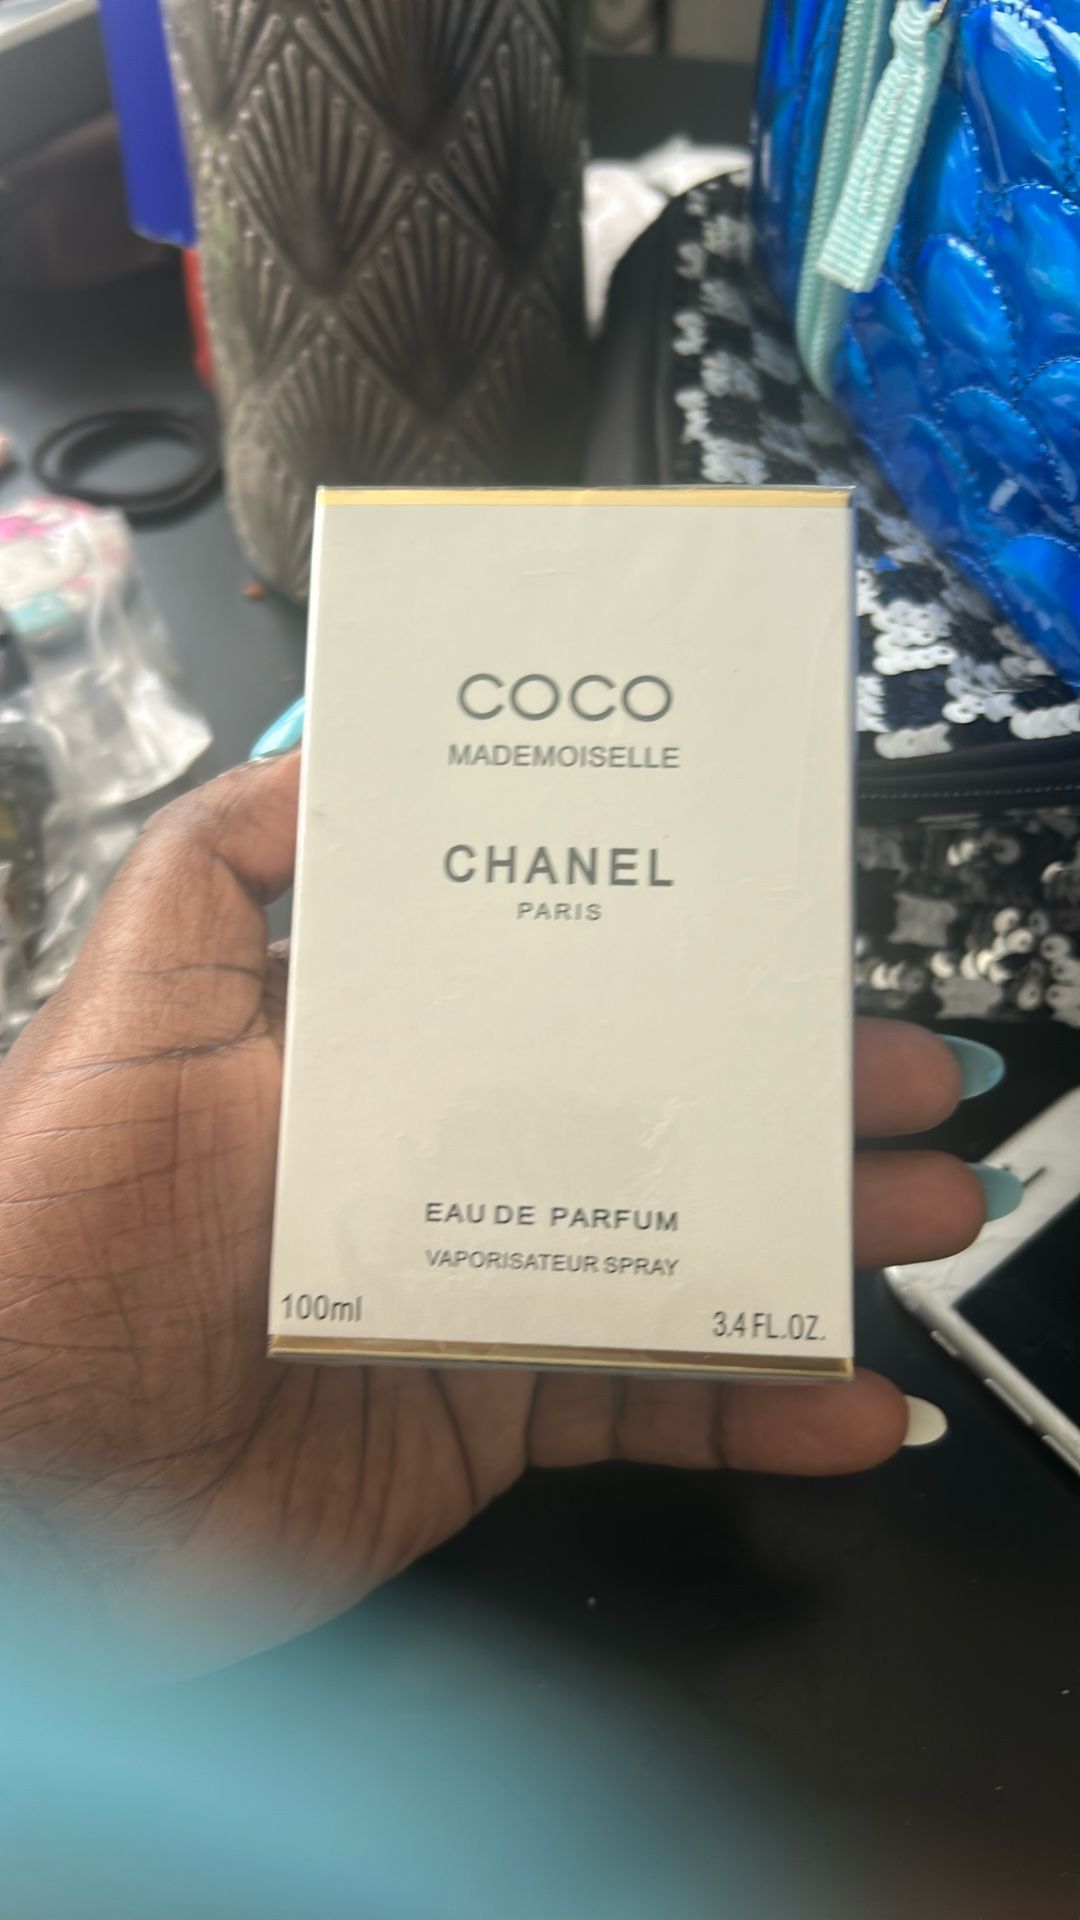 COCO
MADEMOISELLE
CHANEL
PARIS
EAU DE PARFUM
VAPORISATEUR SPRAY
100ml
3.4 FL.OZ.